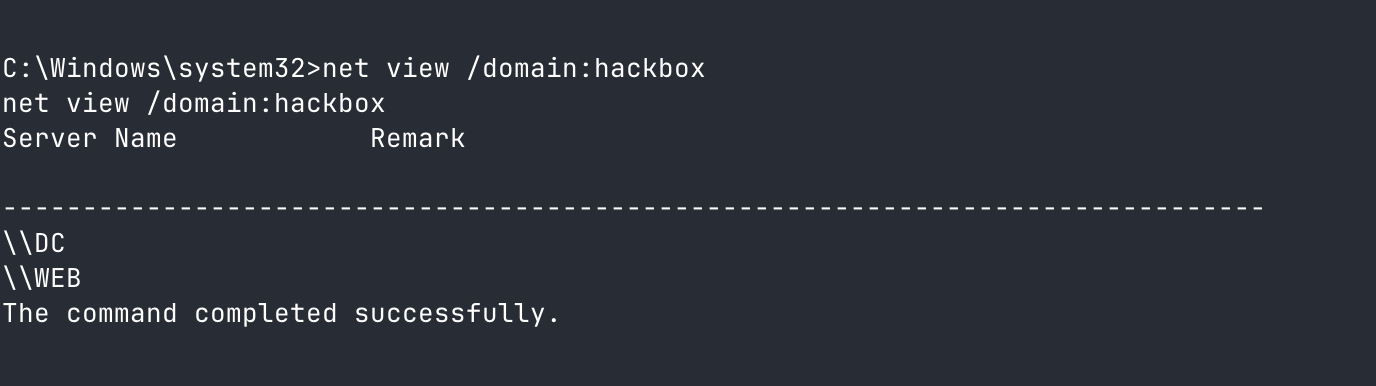 C:\Windows\system32>net view /domain:hackbox
net view /domain:hackbox
Server Name            Remark
-------------------------------------------------------------------------------
\\DC
\\WEB
The command completed successfully.